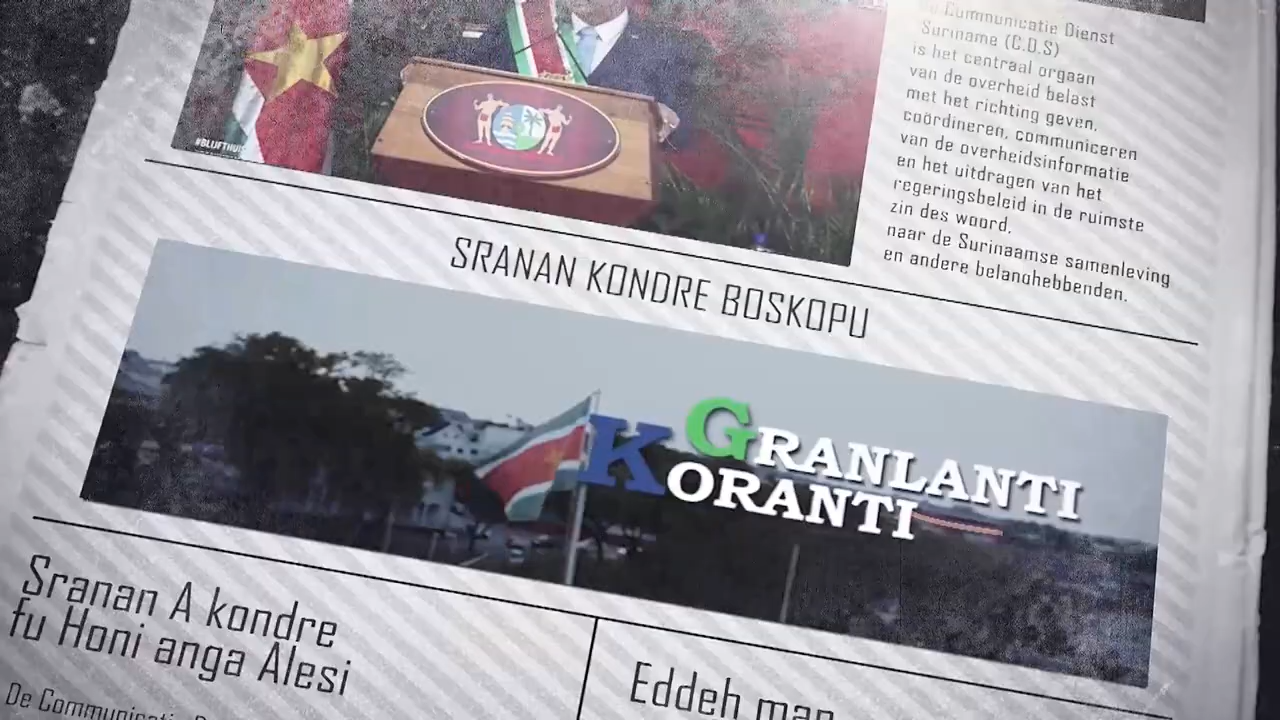 #BLUFTHUIS
Communicatie Dienst
Suriname (C.D.S)
is het centraal orgaan
van de overheid belast
met het richting geven,
coördineren, communiceren
van de overheidsinformatie
en het uitdragen van het
regeringsbeleid in de ruimste
zin des woord,
naar de Surinaamse samenleving
en andere belanghebbenden.
SRANAN KONDRE BOSKOPU
GRANLANTI
KORANTI
Sranan A kondre
fu Honi anga Alesi
De Communicatie
Eddeh man